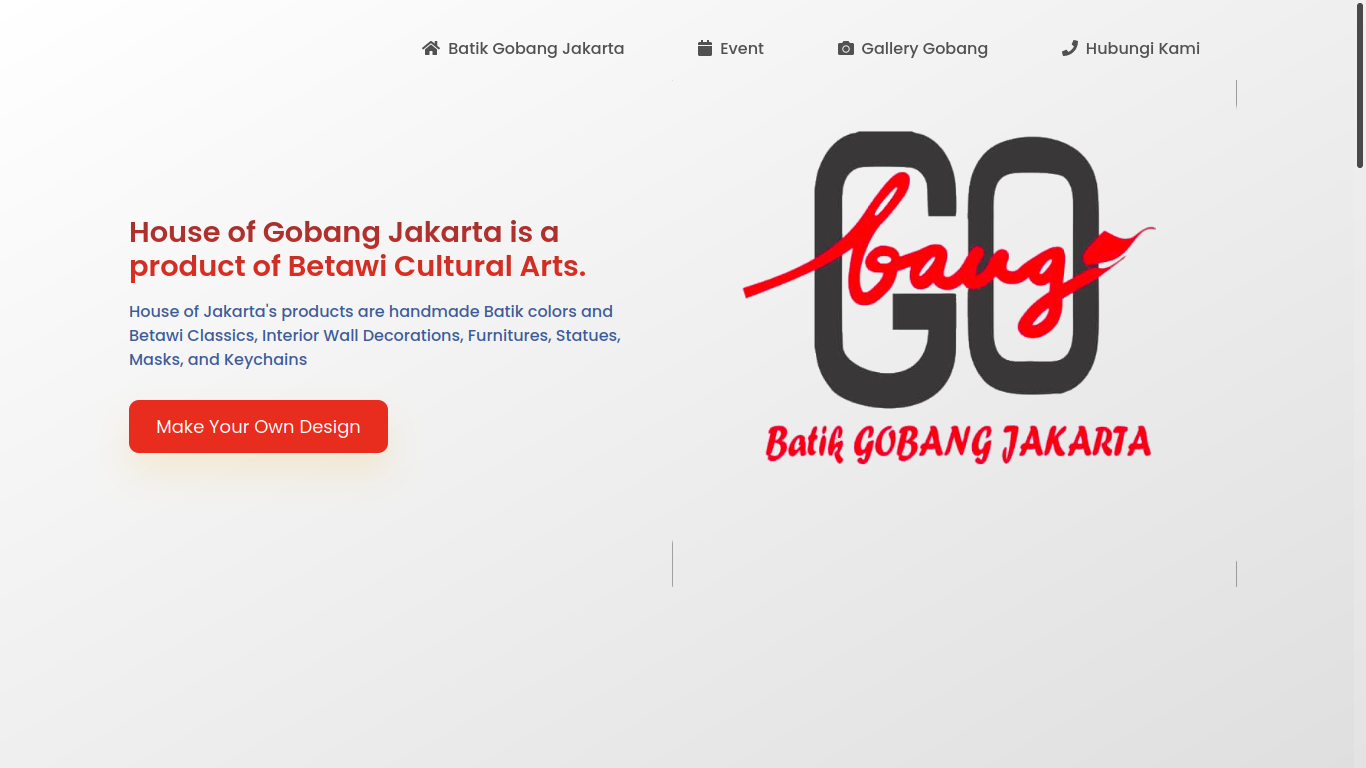 Batik Gobang Jakarta
Event
Gallery Gobang
Hubungi Kami
House of Gobang Jakarta is a
product of Betawi Cultural Arts.
House of Jakarta's products are handmade Batik colors and
Betawi Classics, Interior Wall Decorations, Furnitures, Statues,
Masks, and Keychains
Make Your Own Design
GO
bang
Batik GOBANG JAKARTA